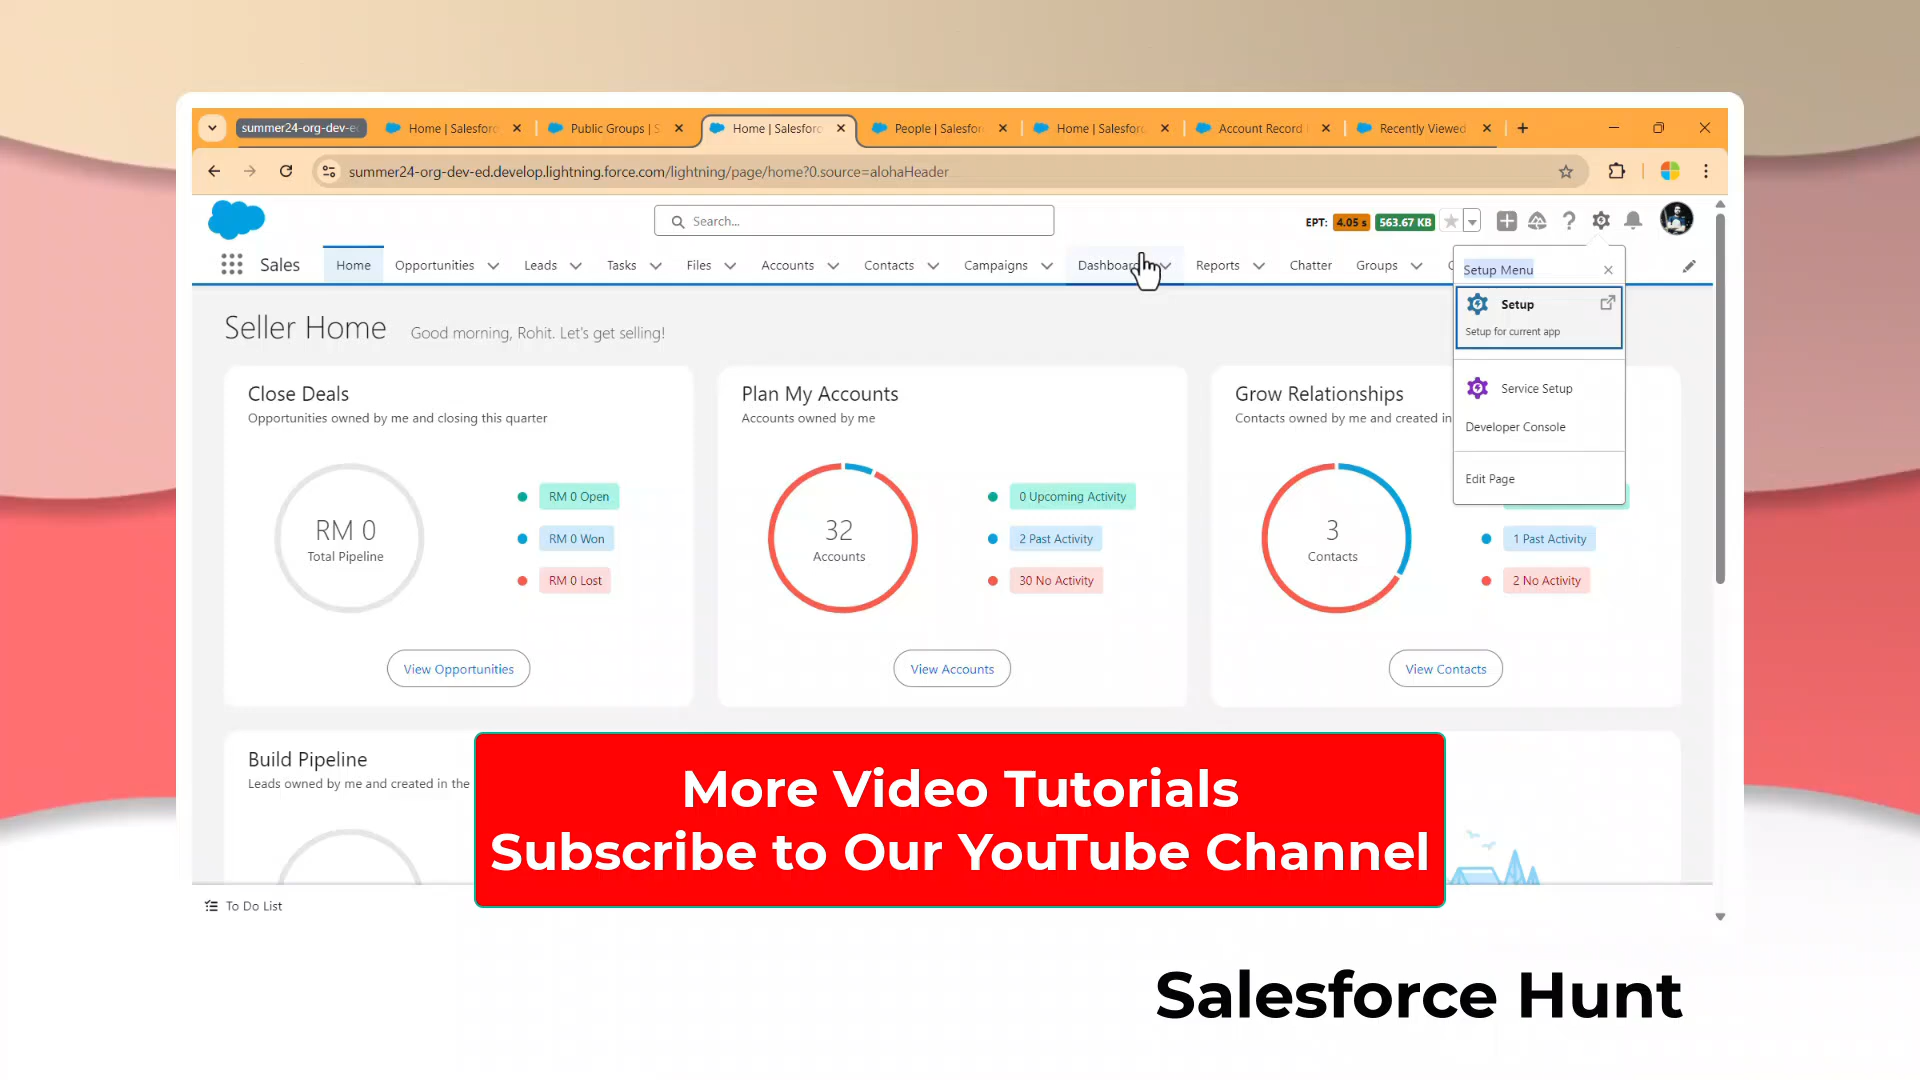 summer24-org-dev-e
Home | Salesforc
Public Groups | S
Home | Salesforc
People | Salesfor
Home | Salesforc
Account Record
Recently Viewed
summer24-org-dev-ed.develop.lightning.force.com/lightning/page/home?0.source=alohaHeader
Search...
EPT: 4.05 s 563.67 KB
Sales
Home
Opportunities
Leads
Tasks
Files
Accounts
Contacts
Campaigns
Dashboar
Reports
Chatter
Groups
Setup Menu
Setup
Setup for current app
Service Setup
Developer Console
Edit Page
Seller Home
Good morning, Rohit. Let's get selling!
Close Deals
Opportunities owned by me and closing this quarter
RM 0
Total Pipeline
RM 0 Open
RM 0 Won
RM 0 Lost
View Opportunities
Plan My Accounts
Accounts owned by me
32
Accounts
0 Upcoming Activity
2 Past Activity
30 No Activity
View Accounts
Grow Relationships
Contacts owned by me and created in
3
Contacts
1 Past Activity
2 No Activity
View Contacts
Build Pipeline
Leads owned by me and created in the
More Video Tutorials
Subscribe to Our YouTube Channel
To Do List
Salesforce Hunt